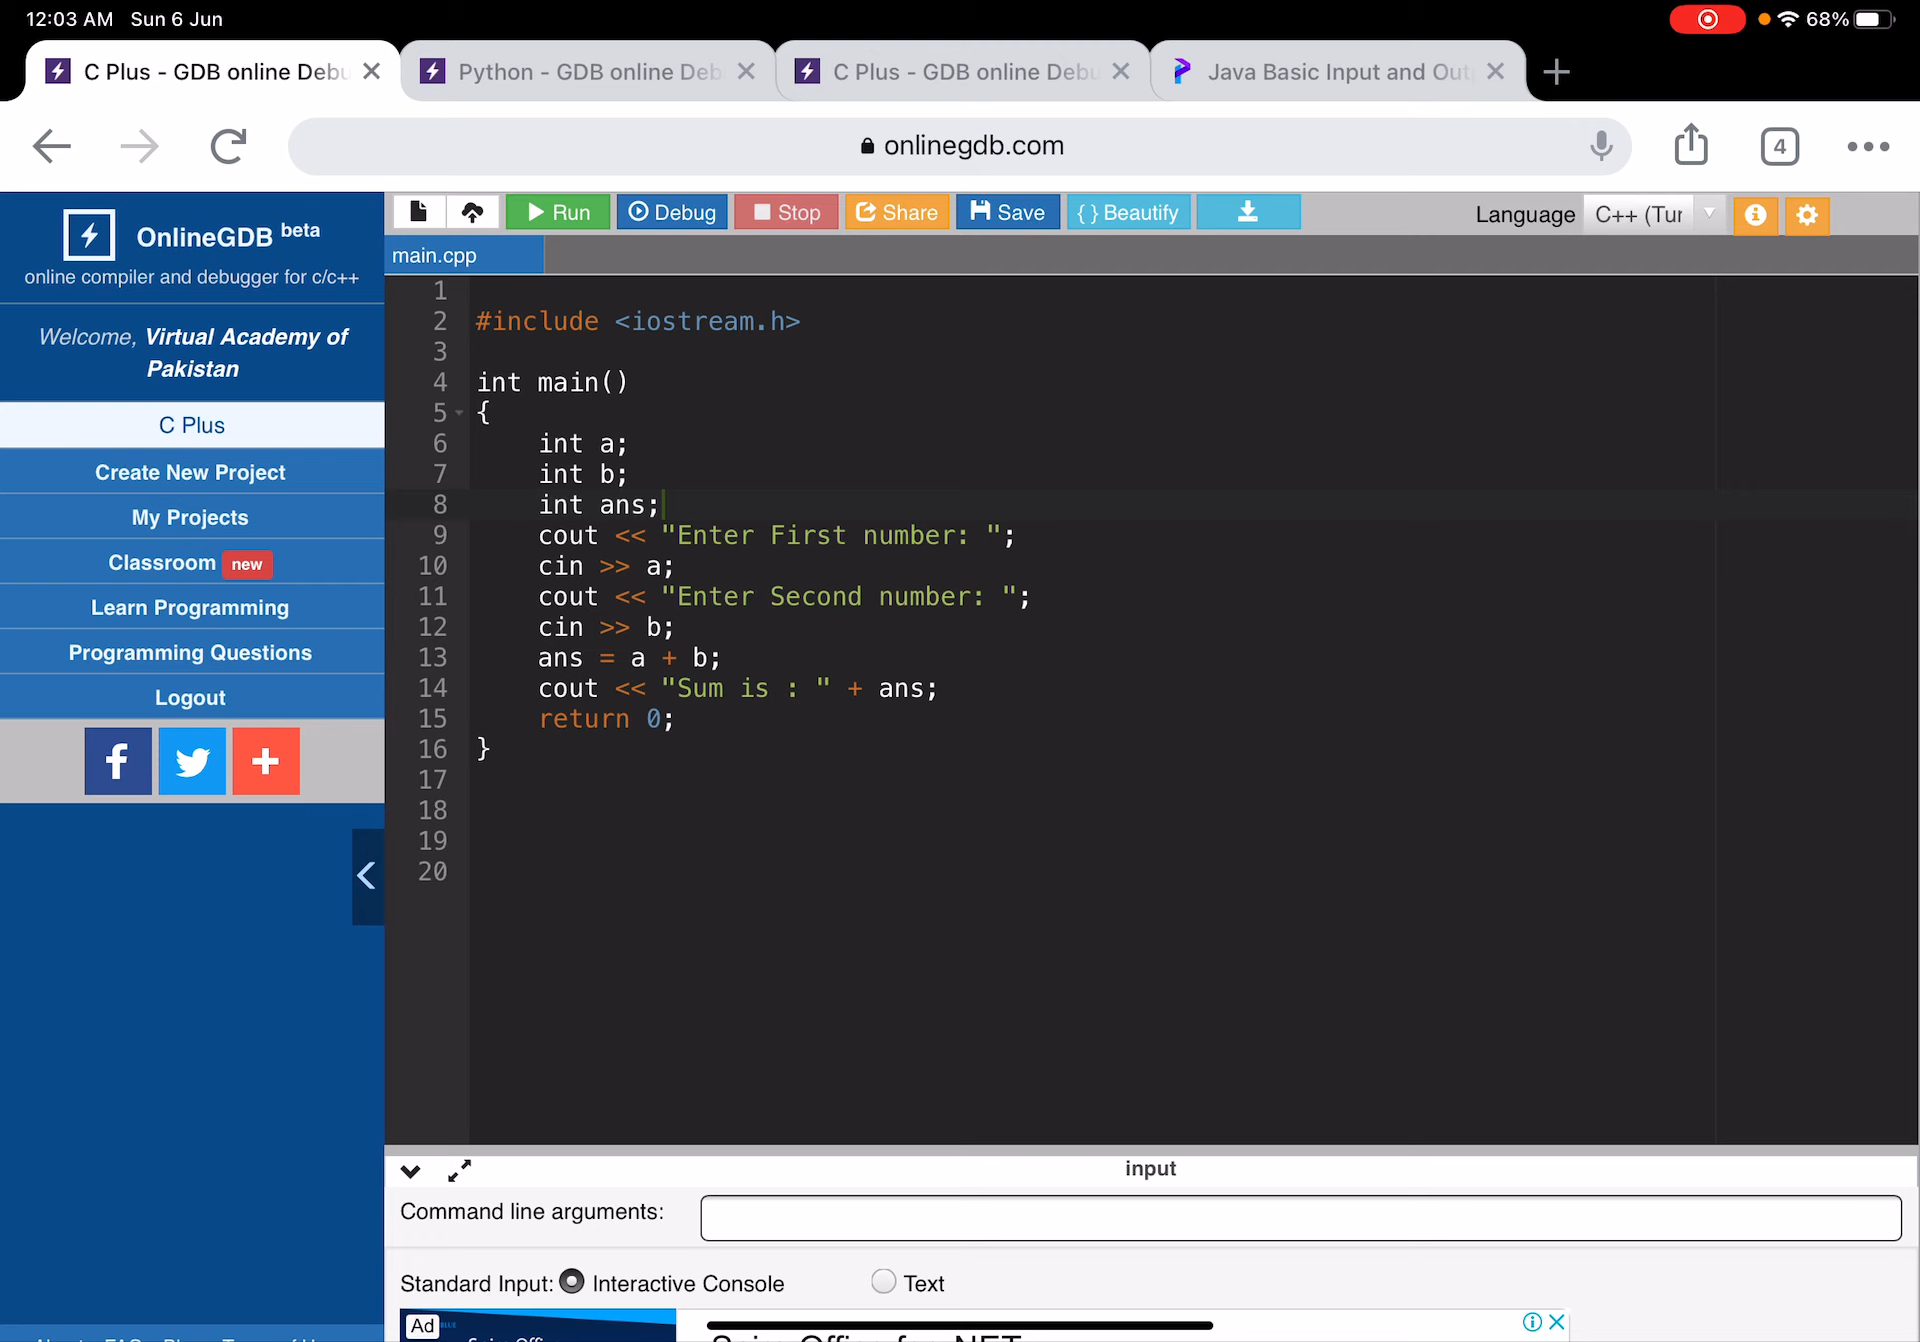 12:03 AM Sun 6 Jun
68%
C Plus - GDB online Debu
Python - GDB online Deb
C Plus - GDB online Debu
Java Basic Input and Out
onlinegdb.com
4
OnlineGDB beta
online compiler and debugger for c/c++
Welcome, Virtual Academy of
Pakistan
C Plus
Create New Project
My Projects
Classroom new
Learn Programming
Programming Questions
Logout
Run
Debug
Stop
Share
Save
{ } Beautify
Language C++ (Tur
main.cpp
1
2 #include <iostream.h>
3
4 int main()
5 {
6 int a;
7 int b;
8 int ans;
9 cout << "Enter First number: ";
10 cin >> a;
11 cout << "Enter Second number: ";
12 cin >> b;
13 ans = a + b;
14 cout << "Sum is : " + ans;
15 return 0;
16 }
17
18
19
20
input
Command line arguments:
Standard Input: Interactive Console Text
Ad